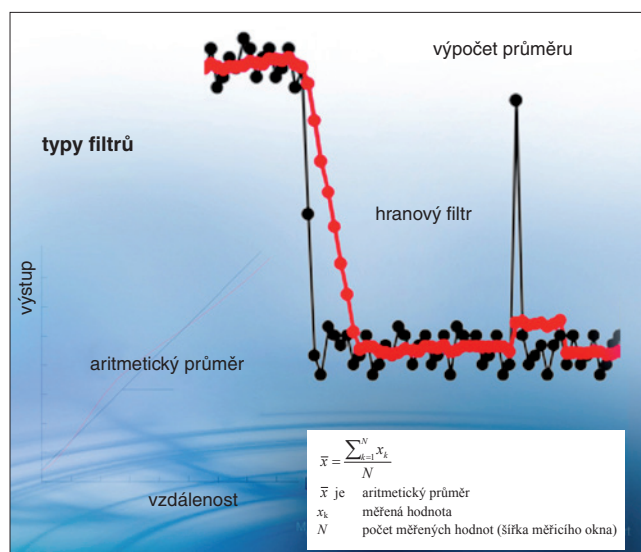 výpočet průměru
typy filtrů
hranový filtr
výstup
aritmetický průměr
vzdálenost
x̄ = ∑_{k=1}^{N} x_k / N
x̄ je aritmetický průměr
x_k měřená hodnota
N počet měřených hodnot (šířka měřicího okna)